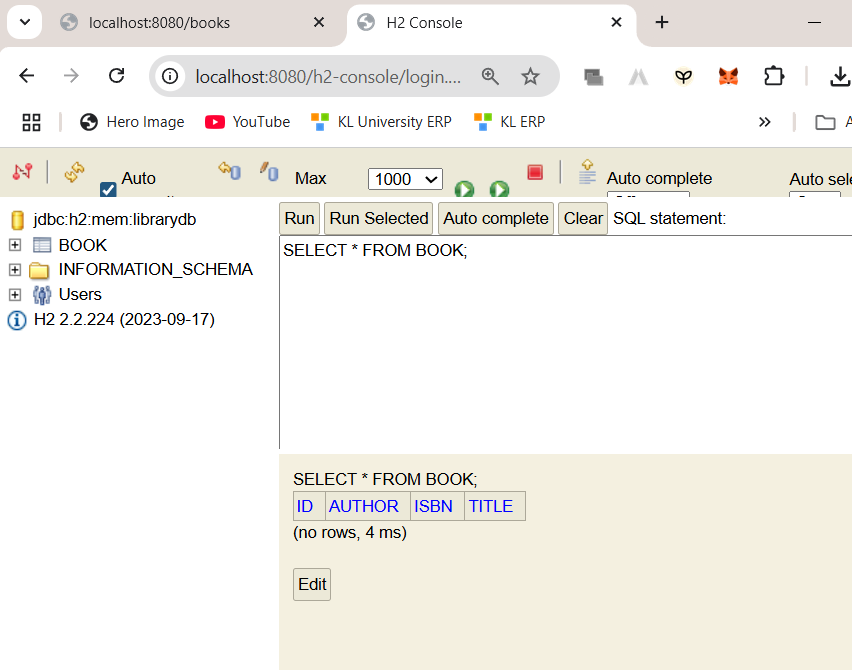 localhost:8080/books
H2 Console
localhost:8080/h2-console/login....
Hero Image
YouTube
KL University ERP
KL ERP
Auto
Max
1000
Auto complete
Auto sele
jdbc:h2:mem:librarydb
BOOK
INFORMATION_SCHEMA
Users
H2 2.2.224 (2023-09-17)
Run Run Selected Auto complete Clear SQL statement:
SELECT * FROM BOOK;
SELECT * FROM BOOK;
ID AUTHOR ISBN TITLE
(no rows, 4 ms)
Edit